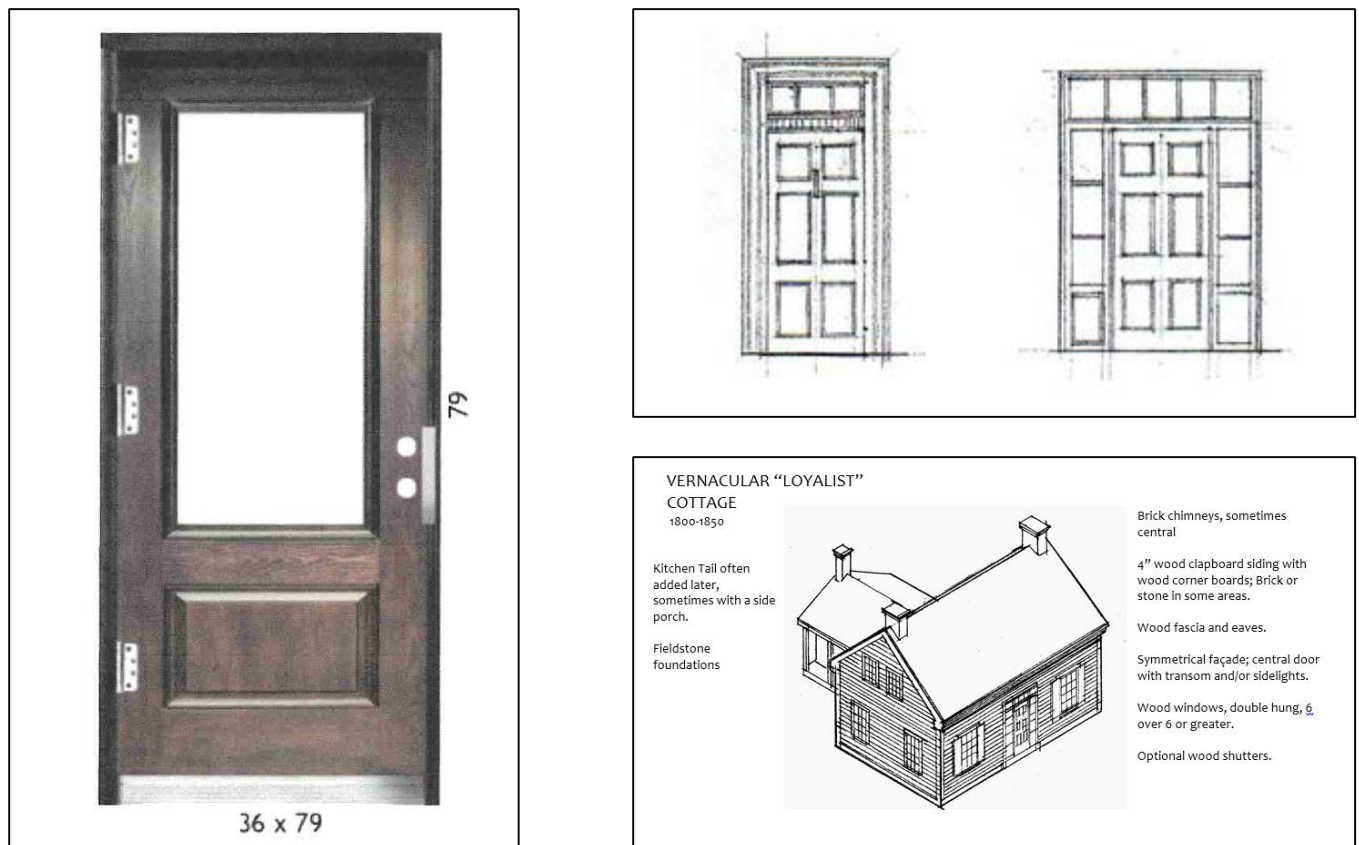 79
36 x 79
VERNACULAR “LOYALIST”
COTTAGE
1800-1850
Kitchen Tail often
added later,
sometimes with a side
porch.
Fieldstone
foundations
Brick chimneys, sometimes
central
4” wood clapboard siding with
wood corner boards; Brick or
stone in some areas.
Wood fascia and eaves.
Symmetrical façade; central door
with transom and/or sidelights.
Wood windows, double hung, 6
over 6 or greater.
Optional wood shutters.